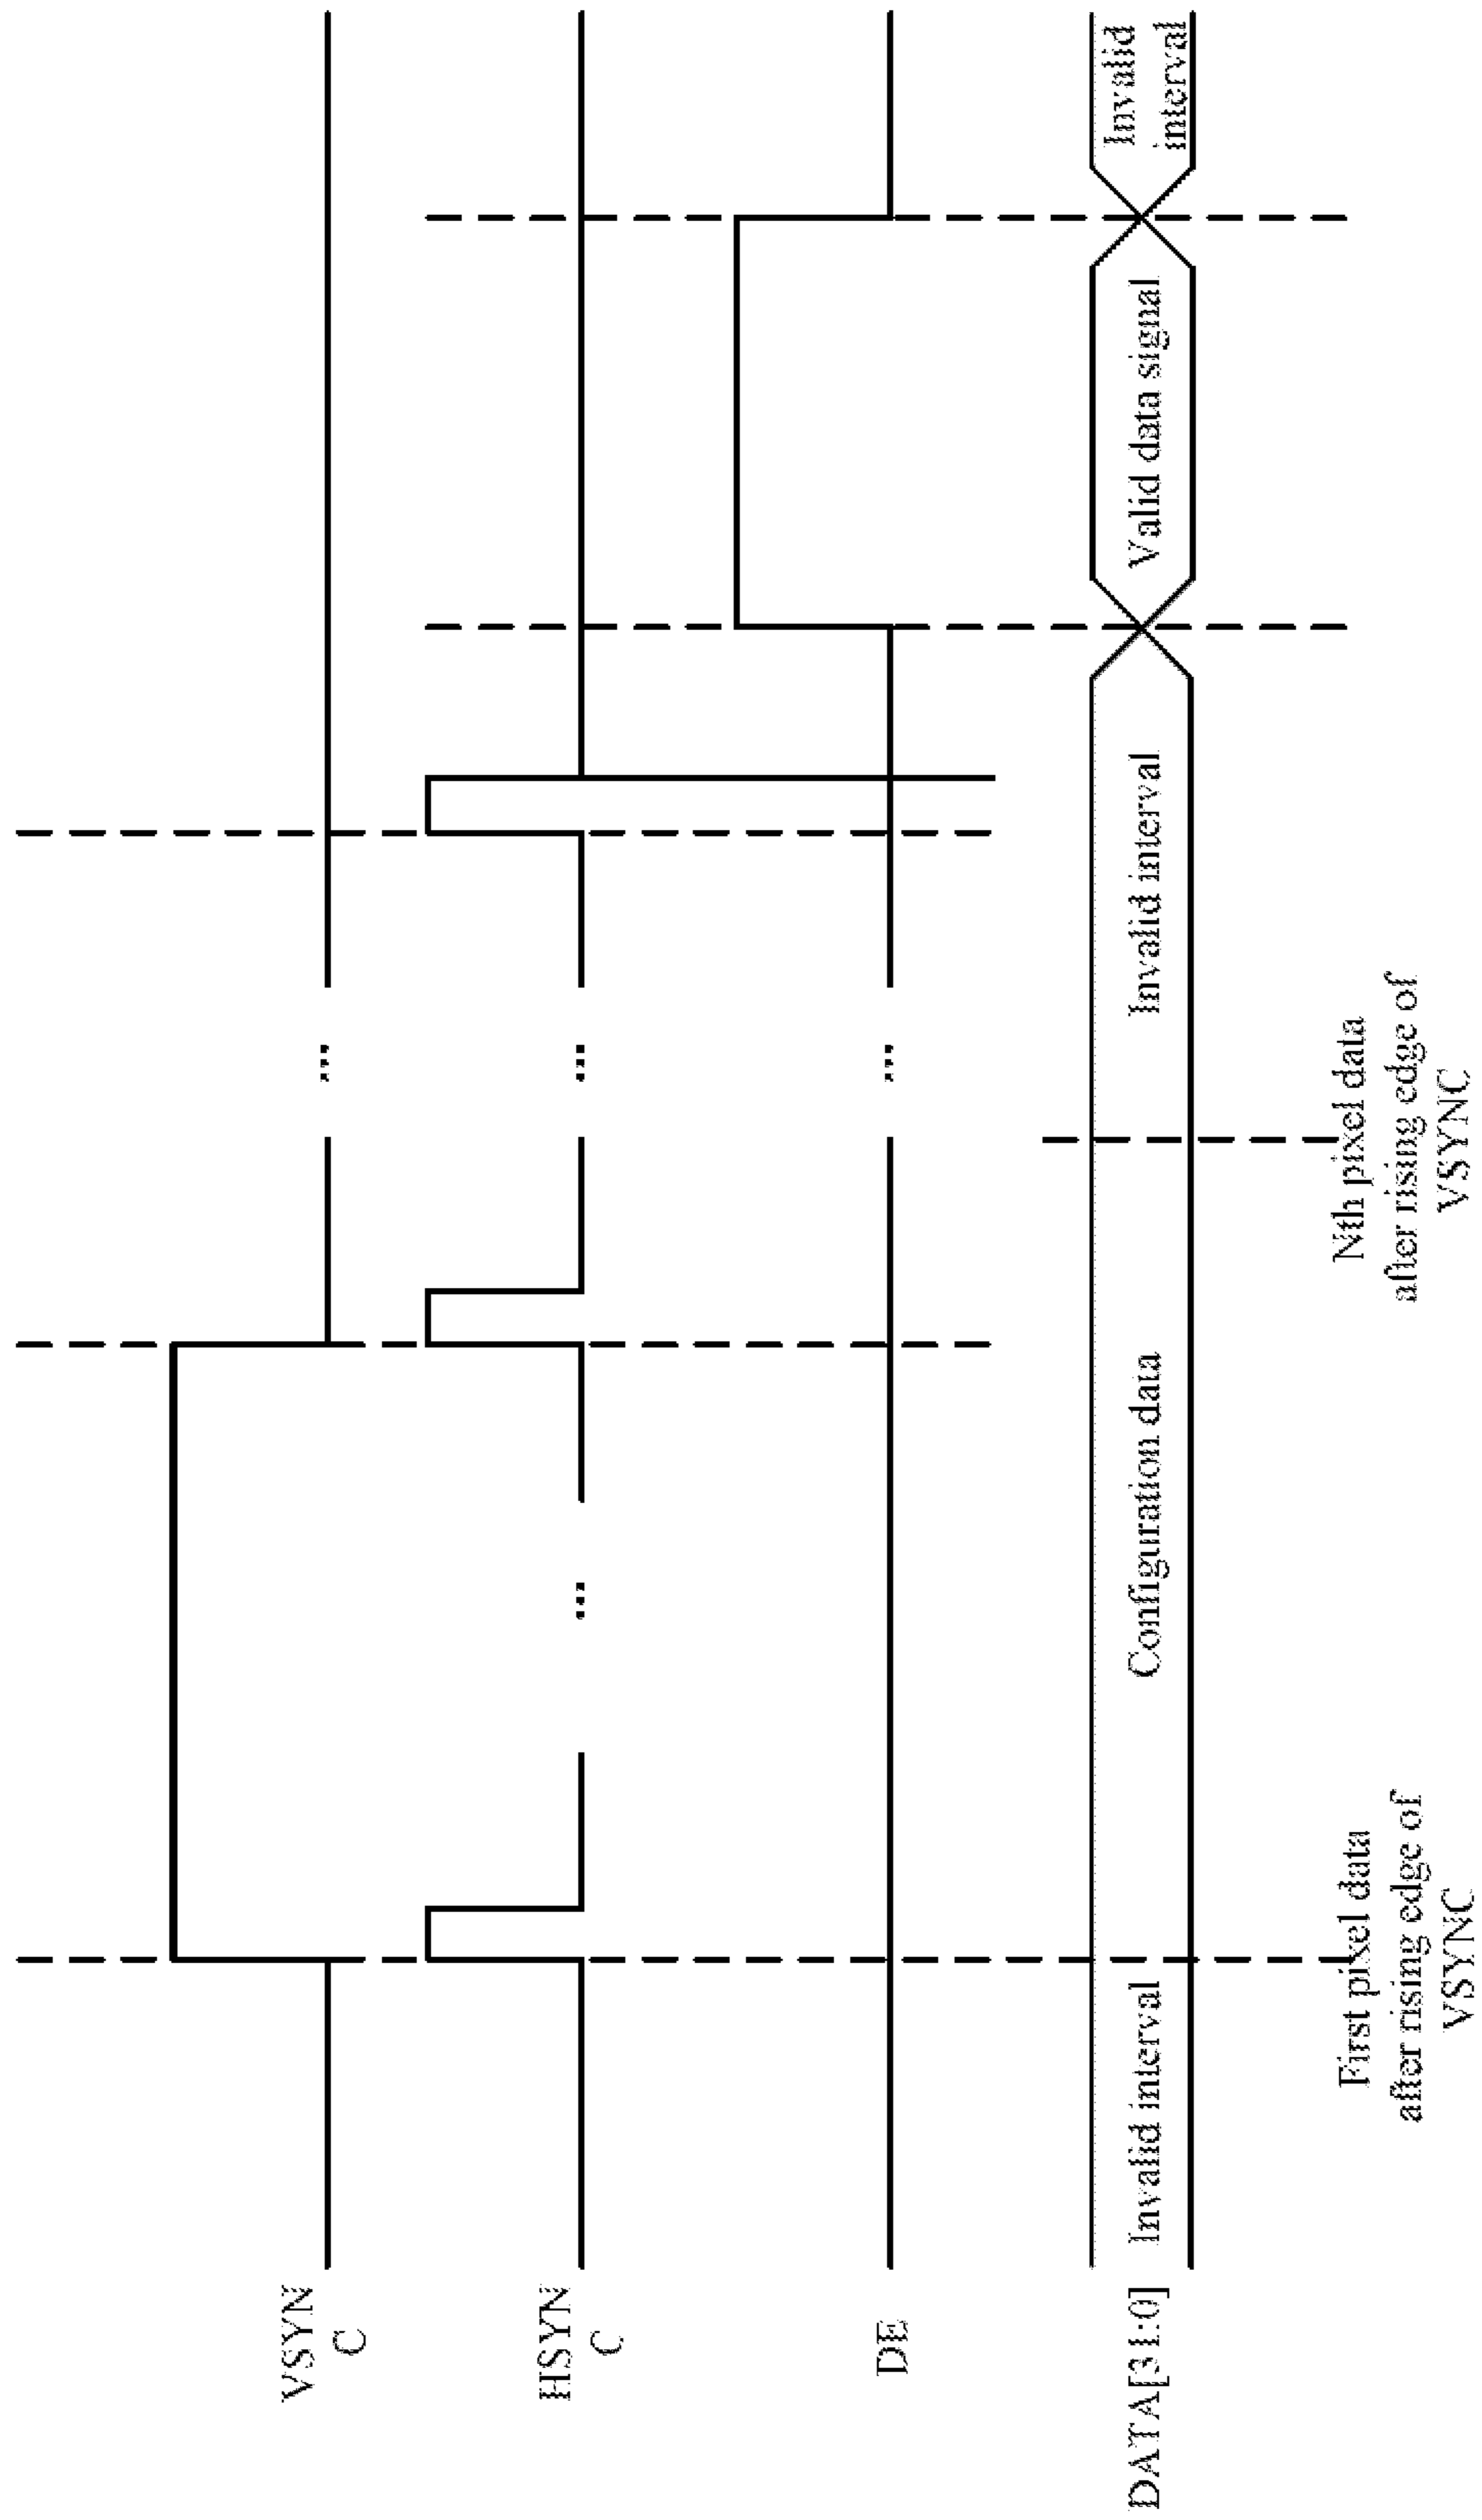 VSYN
C
...
HSYN
C
...
...
DE
...
DATA[31:0]
Invalid interval
Configuration data
Invalid interval
Valid data signal
Invalid
interval
First pixel data
after rising edge of
VSYNC
Nth pixel data
after rising edge of
VSYNC